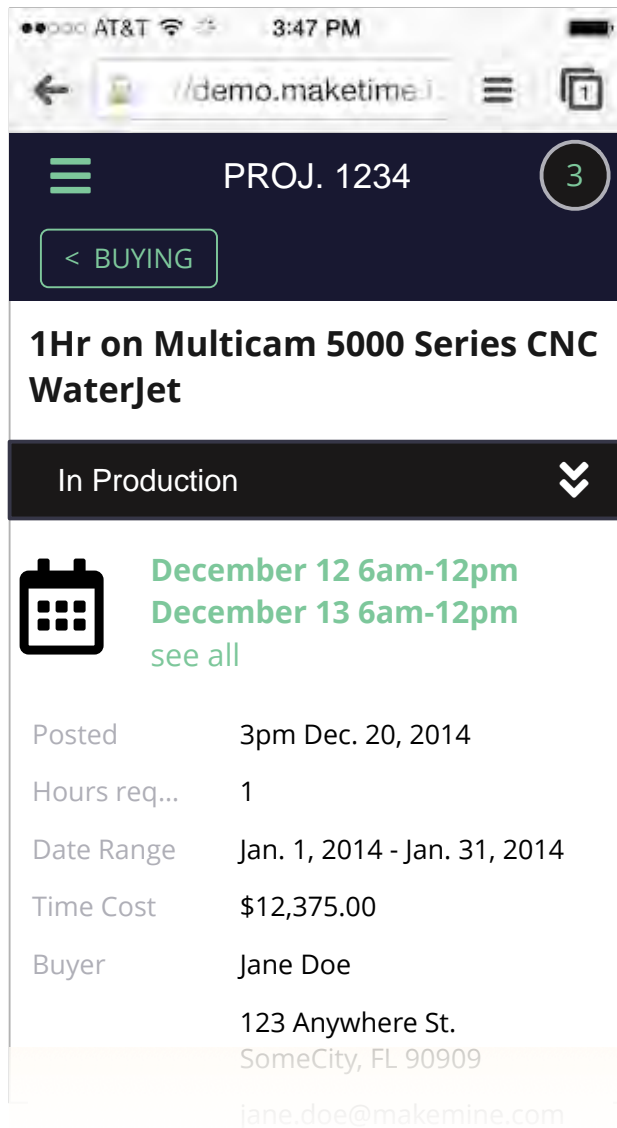 AT&T 3:47 PM
//demo.maketime.i 1
PROJ. 1234 3
< BUYING
1Hr on Multicam 5000 Series CNC
WaterJet
In Production
December 12 6am-12pm
December 13 6am-12pm
see all
Posted 3pm Dec. 20, 2014
Hours req... 1
Date Range Jan. 1, 2014 - Jan. 31, 2014
Time Cost $12,375.00
Buyer Jane Doe
123 Anywhere St.
SomeCity, FL 90909
jane.doe@makemine.com